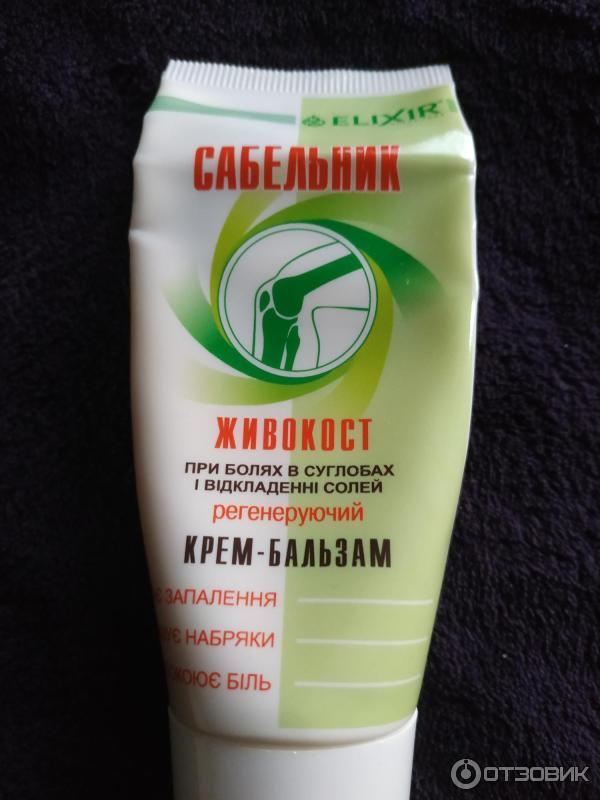 ELIXIR
САБЕЛЬНИК
ЖИВОКОСТ
ПРИ БОЛЯХ В СУГЛОБАХ
І ВІДКЛАДЕННІ СОЛЕЙ
регенеруючий
КРЕМ-БАЛЬЗАМ
ЗАПАЛЕННЯ
НАБРЯКИ
БІЛЬ
ОТЗОВИК